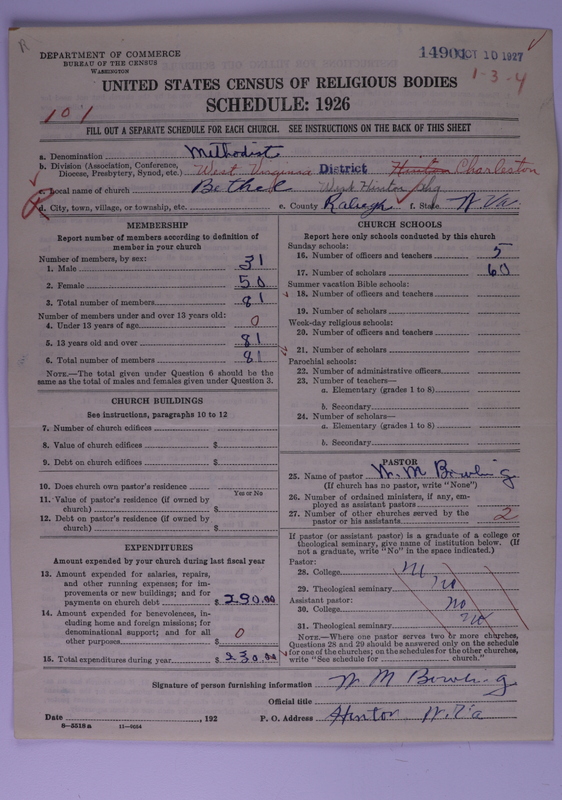 DEPARTMENT OF COMMERCE
BUREAU OF THE CENSUS
WASHINGTON
14901 OCT 10 1927
1-3-4
UNITED STATES CENSUS OF RELIGIOUS BODIES
SCHEDULE: 1926
101
FILL OUT A SEPARATE SCHEDULE FOR EACH CHURCH. SEE INSTRUCTIONS ON THE BACK OF THIS SHEET
a. Denomination Methodist
b. Division (Association, Conference, Diocese, Presbytery, Synod, etc.) West Virginia District Hinton Charleston
c. Local name of church Bethel West Hinton Chg
d. City, town, village, or township, etc. e. County Raleigh f. State W. Va.
MEMBERSHIP
Report number of members according to definition of
member in your church
Number of members, by sex:
1. Male 31
2. Female 50
3. Total number of members 81
Number of members under and over 13 years old:
4. Under 13 years of age 0
5. 13 years old and over 81
6. Total number of members 81
NOTE.—The total given under Question 6 should be the
same as the total of males and females given under Question 3.
CHURCH BUILDINGS
See instructions, paragraphs 10 to 12
7. Number of church edifices
8. Value of church edifices $
9. Debt on church edifices $
10. Does church own pastor's residence?
Yes or No
11. Value of pastor's residence (if owned by
church) $
12. Debt on pastor's residence (if owned by
church) $
EXPENDITURES
Amount expended by your church during last fiscal year
13. Amount expended for salaries, repairs,
and other running expenses; for im-
provements or new buildings; and for
payments on church debt $ 250.00
14. Amount expended for benevolences, in-
cluding home and foreign missions; for
denominational support; and for all
other purposes $ 0
15. Total expenditures during year $ 250.00
CHURCH SCHOOLS
Report here only schools conducted by this church
Sunday schools:
16. Number of officers and teachers 5
17. Number of scholars 60
Summer vacation Bible schools:
18. Number of officers and teachers
19. Number of scholars
Week-day religious schools:
20. Number of officers and teachers
21. Number of scholars
Parochial schools:
22. Number of administrative officers
23. Number of teachers—
a. Elementary (grades 1 to 8)
b. Secondary
24. Number of scholars—
a. Elementary (grades 1 to 8)
b. Secondary
PASTOR
25. Name of pastor W. M Bowling
(If church has no pastor, write "None")
26. Number of ordained ministers, if any, em-
ployed as assistant pastors
27. Number of other churches served by the
pastor or his assistants 2
If pastor (or assistant pastor) is a graduate of a college or
theological seminary, give name of institution below. (If
not a graduate, write "No" in the space indicated.)
Pastor:
28. College
29. Theological seminary No
Assistant pastor:
30. College No
31. Theological seminary No
NOTE.—Where one pastor serves two or more churches,
Questions 28 and 29 should be answered only on the schedule
for one of the churches; on the schedules for the other churches,
write "See schedule for church."
Signature of person furnishing information W M Bowling
Official title
Date , 192 P. O. Address Hinton W. Va
8-5518 a